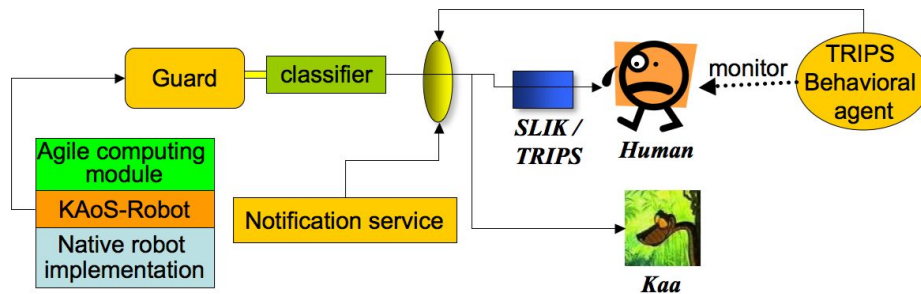 Guard
classifier
monitor
TRIPS
Behavioral
agent
SLIK /
TRIPS
Human
Agile computing
module
KAoS-Robot
Native robot
implementation
Notification service
Kaa